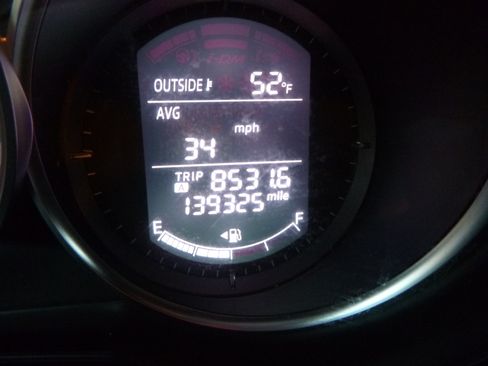 OUTSIDE 52°F
AVG
mph
34
TRIP A 8531.6
139325 mile
E F